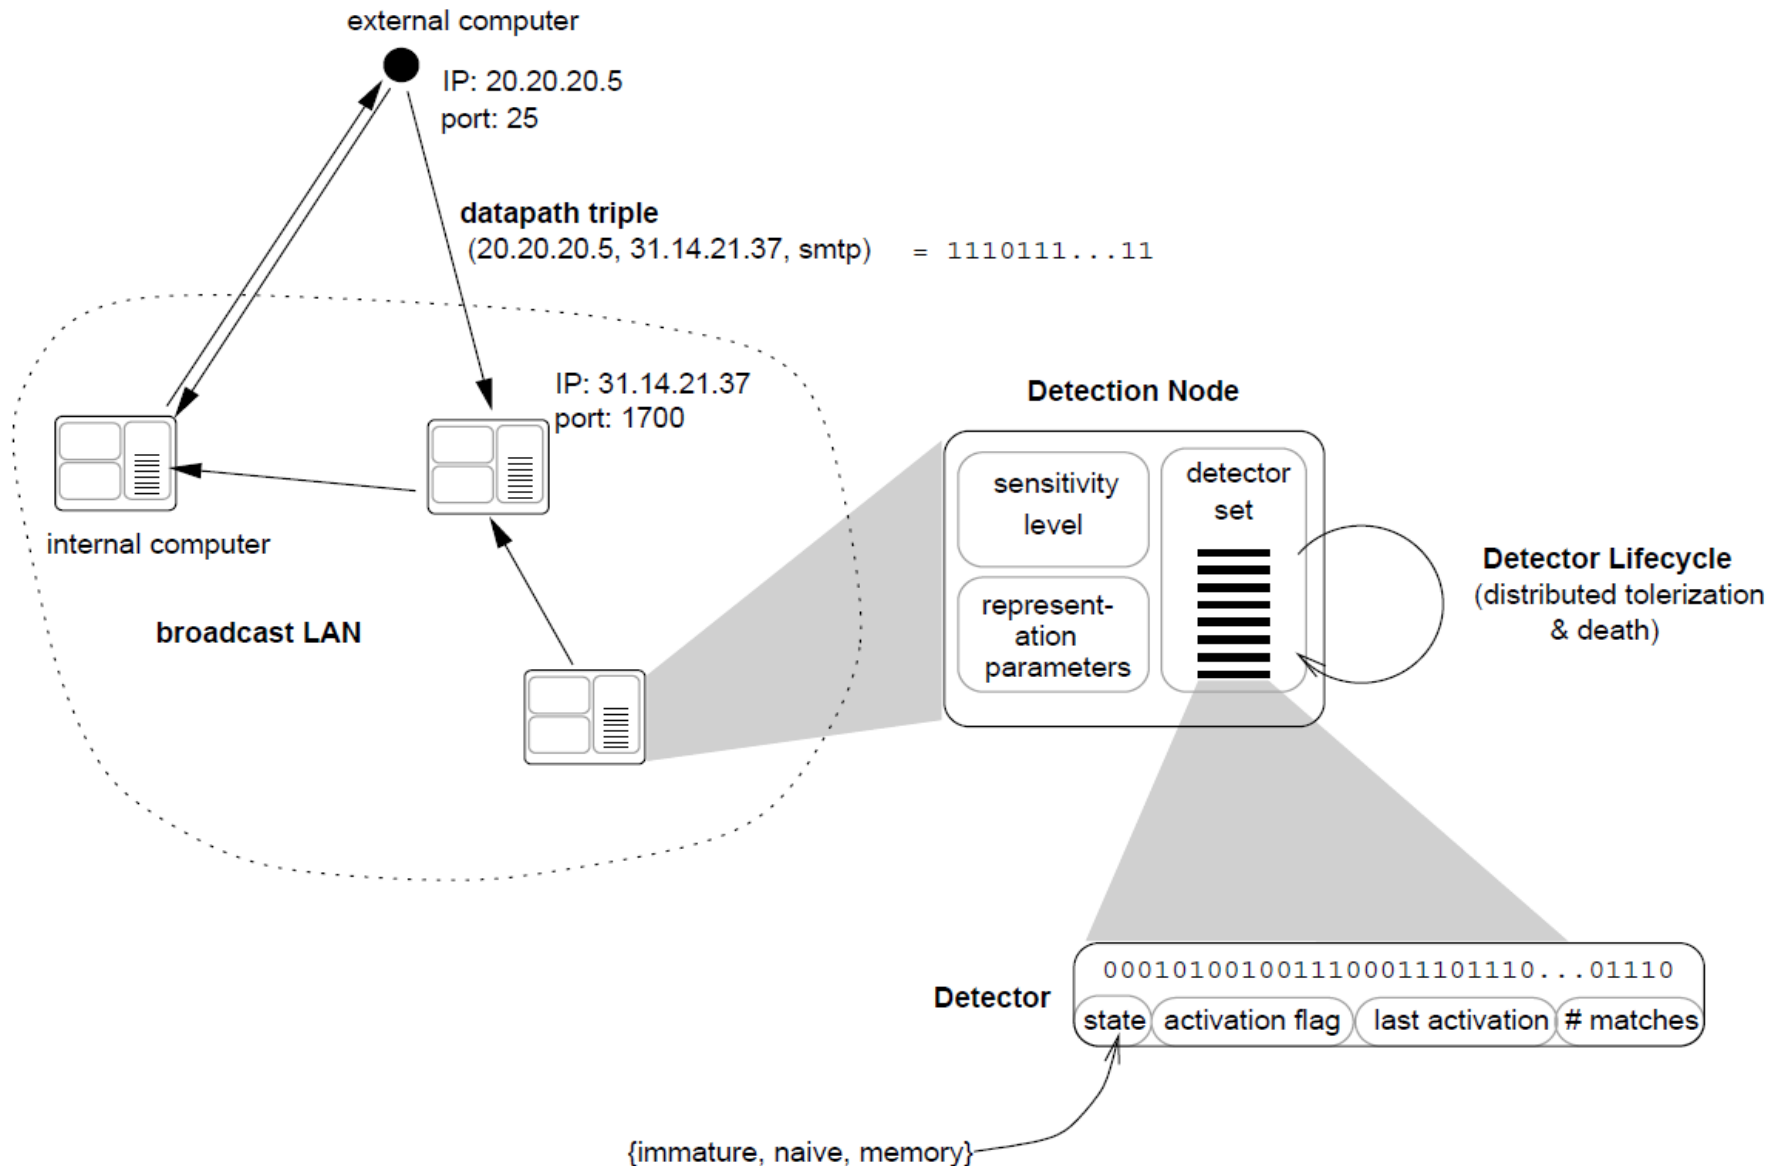 external computer
IP: 20.20.20.5
port: 25
datapath triple
(20.20.20.5, 31.14.21.37, smtp) = 1110111...11
IP: 31.14.21.37
port: 1700
internal computer
broadcast LAN
Detection Node
sensitivity
level
represent-
ation
parameters
detector
set
Detector Lifecycle
(distributed tolerization
& death)
Detector
00010100100111100011101110...01110
state activation flag last activation # matches
{immature, naive, memory}